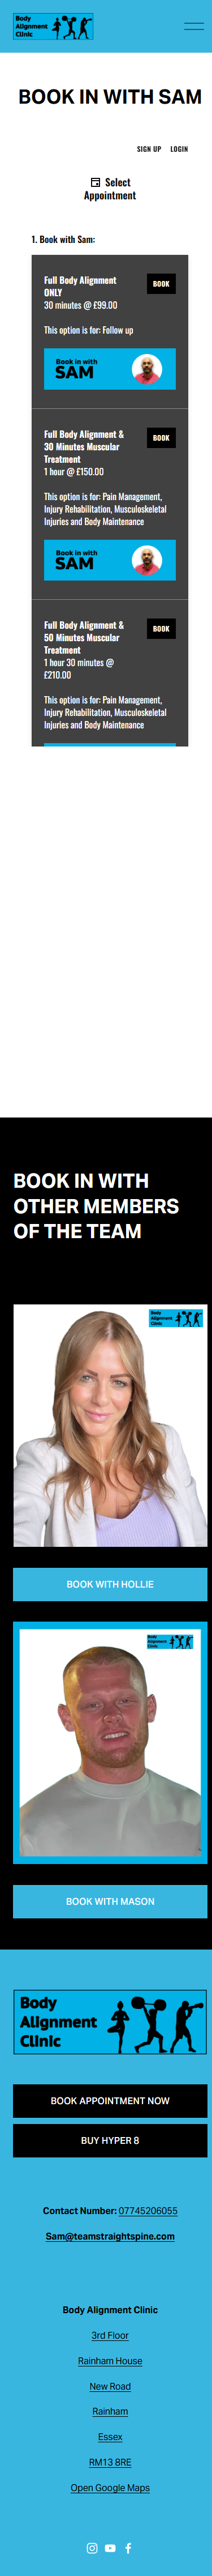 Body
Alignment
Clinic
BOOK IN WITH SAM
SIGN UP LOGIN
Select
Appointment
1. Book with Sam:
Full Body Alignment
ONLY
30 minutes @ £99.00
BOOK
This option is for: Follow up
Book in with
SAM
Full Body Alignment &
30 Minutes Muscular
Treatment
1 hour @ £150.00
BOOK
This option is for: Pain Management,
Injury Rehabilitation, Musculoskeletal
Injuries and Body Maintenance
Book in with
SAM
Full Body Alignment &
50 Minutes Muscular
Treatment
1 hour 30 minutes @
£210.00
BOOK
This option is for: Pain Management,
Injury Rehabilitation, Musculoskeletal
Injuries and Body Maintenance
BOOK IN WITH
OTHER MEMBERS
OF THE TEAM
Body
Alignment
Clinic
BOOK WITH HOLLIE
Body
Alignment
Clinic
BOOK WITH MASON
Body
Alignment
Clinic
BOOK APPOINTMENT NOW
BUY HYPER 8
Contact Number: 07745206055
Sam@teamstraightspine.com
Body Alignment Clinic
3rd Floor
Rainham House
New Road
Rainham
Essex
RM13 8RE
Open Google Maps